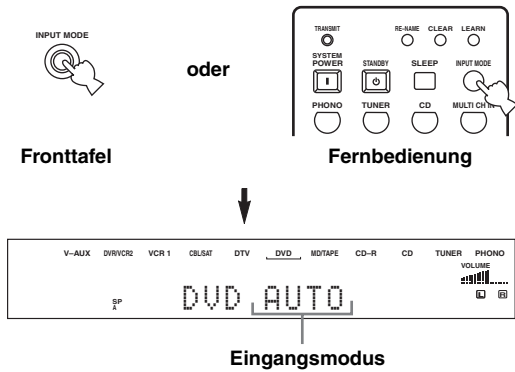 INPUT MODE
oder
TRANSMIT RE-NAME CLEAR LEARN
SYSTEM POWER STANDBY SLEEP INPUT MODE
PHONO TUNER CD MULTI CH IN
Fronttafel
Fernbedienung
V–AUX DVR/VCR2 VCR 1 CBL/SAT DTV DVD MD/TAPE CD–R CD TUNER PHONO
VOLUME
SP A
DVD AUTO
L R
Eingangsmodus